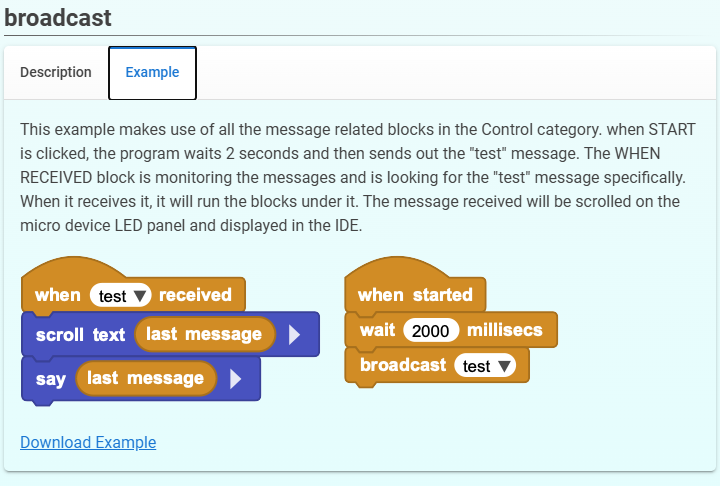 broadcast
Description Example
This example makes use of all the message related blocks in the Control category. when START
is clicked, the program waits 2 seconds and then sends out the "test" message. The WHEN
RECEIVED block is monitoring the messages and is looking for the "test" message specifically.
When it receives it, it will run the blocks under it. The message received will be scrolled on the
micro device LED panel and displayed in the IDE.
when test received
scroll text last message
say last message
when started
wait 2000 millisecs
broadcast test
Download Example